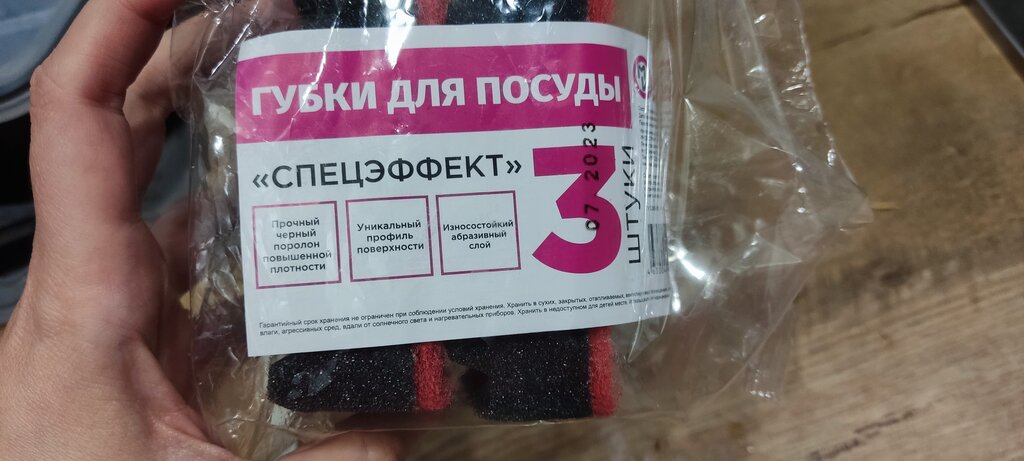 ГУБКИ ДЛЯ ПОСУДЫ
«СПЕЦЭФФЕКТ»
Прочный
черный
поролон
повышенной
плотности
Уникальный
профиль
поверхности
Износостойкий
абразивный
слой
3
ШТУКИ
07 2023
Гарантийный срок хранения не ограничен при соблюдении условий хранения. Хранить в сухих, закрытых, отапливаемых,
влаги, агрессивных сред, вдали от солнечного света и нагревательных приборов. Хранить в недоступном для детей месте.